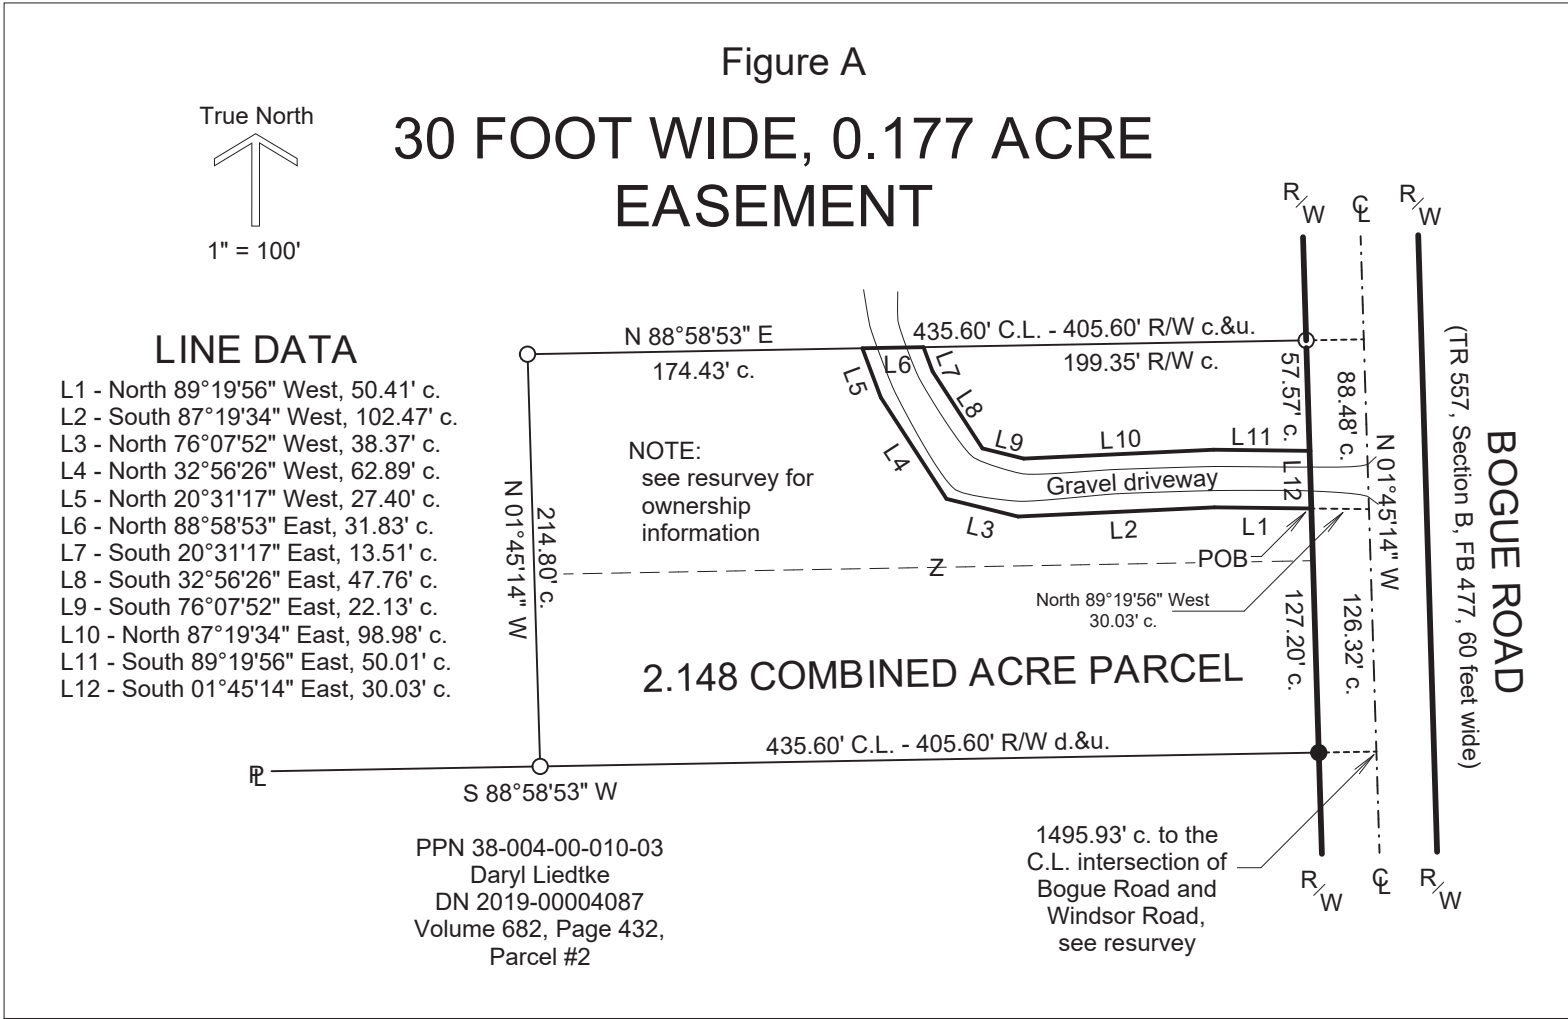 Figure A
30 FOOT WIDE, 0.177 ACRE
EASEMENT
True North
1" = 100'
R/W
C̵L
R/W
LINE DATA
L1 - North 89°19'56" West, 50.41' c.
L2 - South 87°19'34" West, 102.47' c.
L3 - North 76°07'52" West, 38.37' c.
L4 - North 32°56'26" West, 62.89' c.
L5 - North 20°31'17" West, 27.40' c.
L6 - North 88°58'53" East, 31.83' c.
L7 - South 20°31'17" East, 13.51' c.
L8 - South 32°56'26" East, 47.76' c.
L9 - South 76°07'52" East, 22.13' c.
L10 - North 87°19'34" East, 98.98' c.
L11 - South 89°19'56" East, 50.01' c.
L12 - South 01°45'14" East, 30.03' c.
N 88°58'53" E
174.43' c.
435.60' C.L. - 405.60' R/W c.&u.
199.35' R/W c.
L6
L5
L7
L8
L4
L9
L10
L11
L3
L2
L1
L12
Gravel driveway
57.57' c.
88.48' c.
N 01°45'14" W
BOGUE ROAD
(TR 557, Section B, FB 477, 60 feet wide)
NOTE:
see resurvey for
ownership
information
214.80' c.
N 01°45'14" W
Z
POB
North 89°19'56" West
30.03' c.
127.20' c.
126.32' c.
2.148 COMBINED ACRE PARCEL
435.60' C.L. - 405.60' R/W d.&u.
PL
S 88°58'53" W
PPN 38-004-00-010-03
Daryl Liedtke
DN 2019-00004087
Volume 682, Page 432,
Parcel #2
1495.93' c. to the
C.L. intersection of
Bogue Road and
Windsor Road,
see resurvey
R/W
CL
R/W